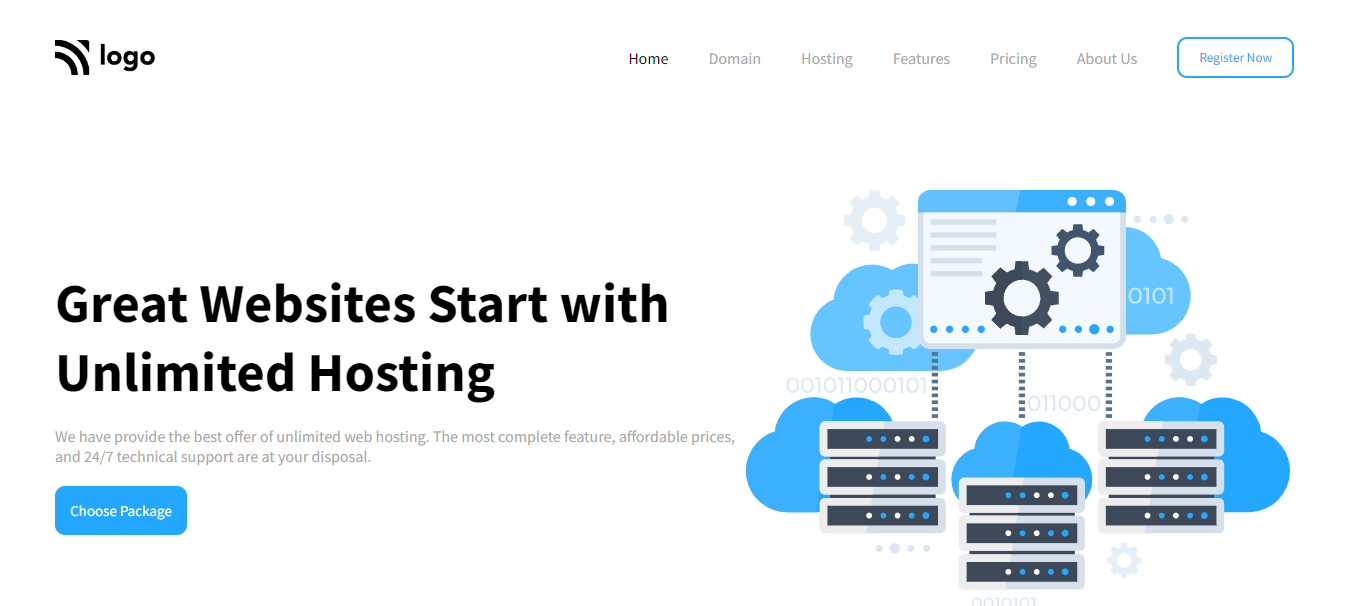 logo
Home Domain Hosting Features Pricing About Us Register Now
Great Websites Start with
Unlimited Hosting
We have provide the best offer of unlimited web hosting. The most complete feature, affordable prices,
and 24/7 technical support are at your disposal.
Choose Package
0101
001011000101
011000
0010101